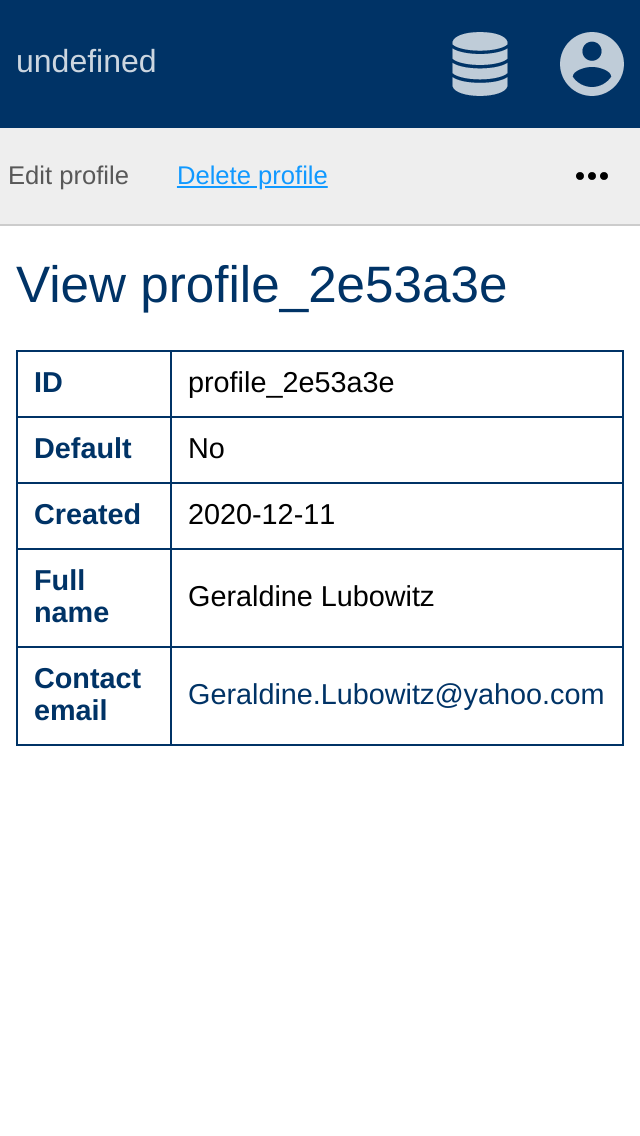 undefined
Edit profile Delete profile
View profile_2e53a3e
ID profile_2e53a3e
Default No
Created 2020-12-11
Full
name
Geraldine Lubowitz
Contact
email
Geraldine.Lubowitz@yahoo.com